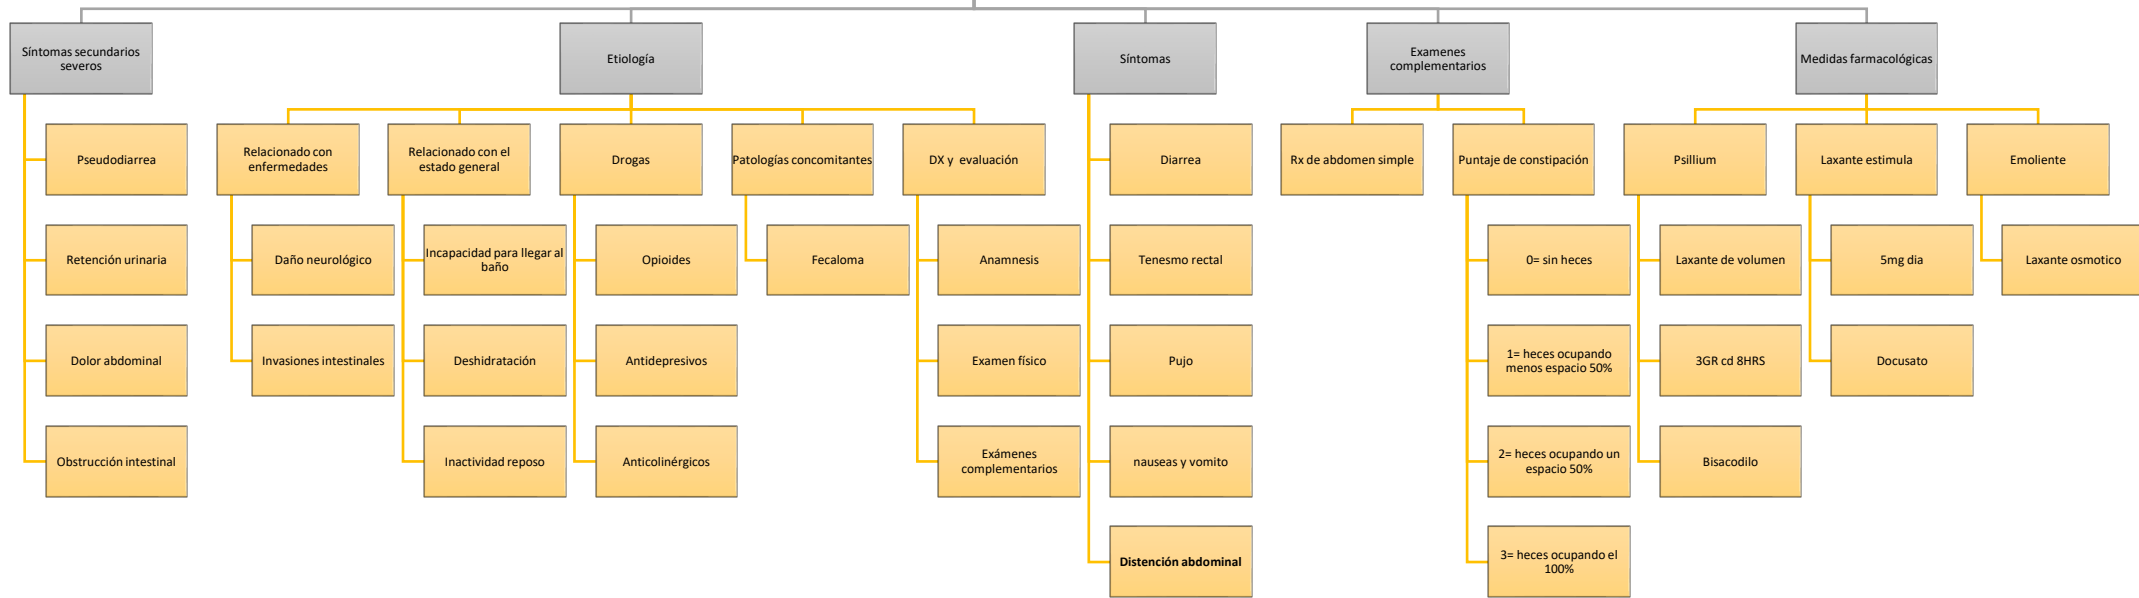 Síntomas secundarios
severos
Etiología
Síntomas
Examenes
complementarios
Medidas farmacológicas
Pseudodiarrea
Relacionado con
enfermedades
Relacionado con el
estado general
Drogas
Patologías concomitantes
DX y evaluación
Diarrea
Rx de abdomen simple
Puntaje de constipación
Psillium
Laxante estimula
Emoliente
Retención urinaria
Daño neurológico
Incapacidad para llegar al
baño
Opioides
Fecaloma
Anamnesis
Tenesmo rectal
0= sin heces
Laxante de volumen
5mg dia
Laxante osmotico
Dolor abdominal
Invasiones intestinales
Deshidratación
Antidepresivos
Examen físico
Pujo
1= heces ocupando
menos espacio 50%
3GR cd 8HRS
Docusato
Obstrucción intestinal
Inactividad reposo
Anticolinérgicos
Exámenes
complementarios
nauseas y vomito
2= heces ocupando un
espacio 50%
Bisacodilo
Distención abdominal
3= heces ocupando el
100%